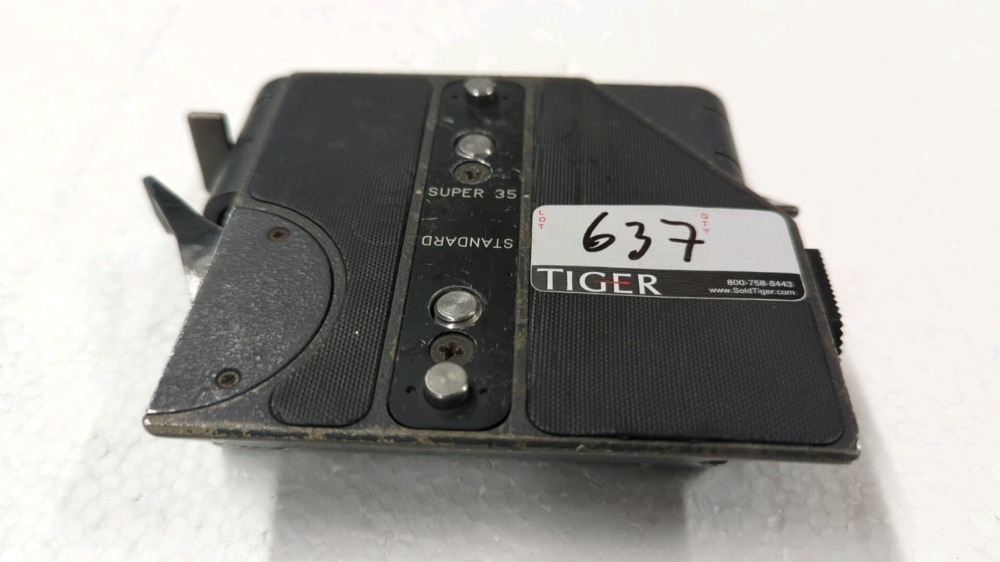 SUPER 35
STANDARD
LOT
637
QTY
TIGER
800-758-8443
www.SoldTiger.com